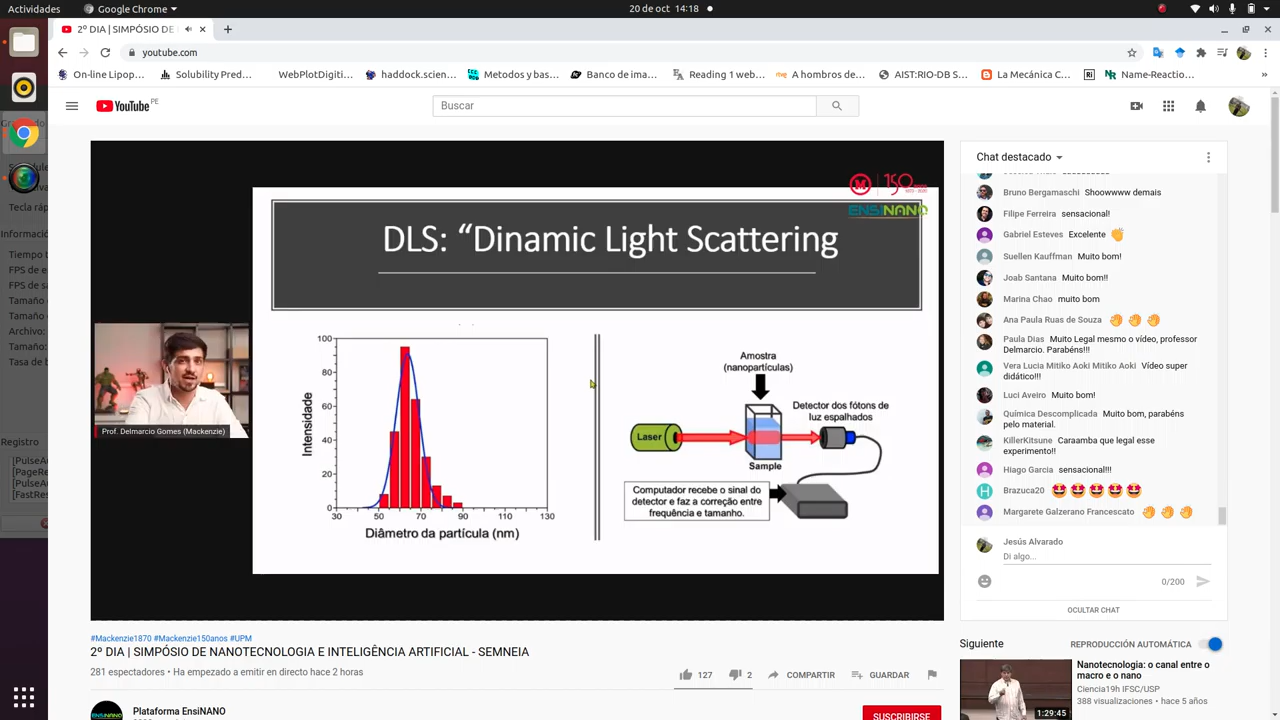 Google Chrome
20 de oct 14:18
2º DIA | SIMPÓSIO DE
youtube.com
On-line Lipop…
Solubility Pred…
WebPlotDigiti…
haddock.scien…
Metodos y bas…
Banco de ima…
Reading 1 web…
A hombros de…
AIST:RIO-DB S…
La Mecánica C…
Name-Reactio…
»
YouTube PE
Buscar
150
ENSINANO
DLS: “Dinamic Light Scattering
Intensidade
100
80
60
40
20
0
30 50 70 90 110 130
Diâmetro da partícula (nm)
Amostra
(nanopartículas)
Laser
Sample
Detector dos fótons de
luz espalhados
Computador recebe o sinal do
detector e faz a correção entre
frequência e tamanho.
Prof. Delmarcio Gomes (Mackenzie)
Chat destacado
Bruno Bergamaschi Shoowwww demais
Filipe Ferreira sensacional!
Gabriel Esteves Excelente 👏
Suellen Kauffman Muito bom!
Joab Santana Muito bom!!
Marina Chao muito bom
Ana Paula Ruas de Souza 👏 👏 👏
Paula Dias Muito Legal mesmo o vídeo, professor
Delmarcio. Parabéns!!!
Vera Lucia Mitiko Aoki Mitiko Aoki Vídeo super
didático!!!
Luci Aveiro Muito bom!
Química Descomplicada Muito bom, parabéns
pelo material.
KillerKitsune Caraamba que legal esse
experimento!!
Hiago Garcia sensacional!!!
Brazuca20 🤩 🤩 🤩 🤩 🤩
Margarete Galzerano Francescato 👏 👏 👏
Jesús Alvarado
Di algo...
0/200
OCULTAR CHAT
#Mackenzie1870 #Mackenzie150anos #UPM
2º DIA | SIMPÓSIO DE NANOTECNOLOGIA E INTELIGÊNCIA ARTIFICIAL - SEMNEIA
281 espectadores • Ha empezado a emitir en directo hace 2 horas
127
2
COMPARTIR
GUARDAR
Plataforma EnsiNANO
SUSCRIBIRSE
Siguiente
REPRODUCCIÓN AUTOMÁTICA
Nanotecnologia: o canal entre o
macro e o nano
Ciencia19h IFSC/USP
388 visualizaciones • hace 5 años
1:29:45
Tecla rápi
FPS de sa
Tamaño
Archivo:
Tasa de b
Registro
[PulseAu
[PageFac